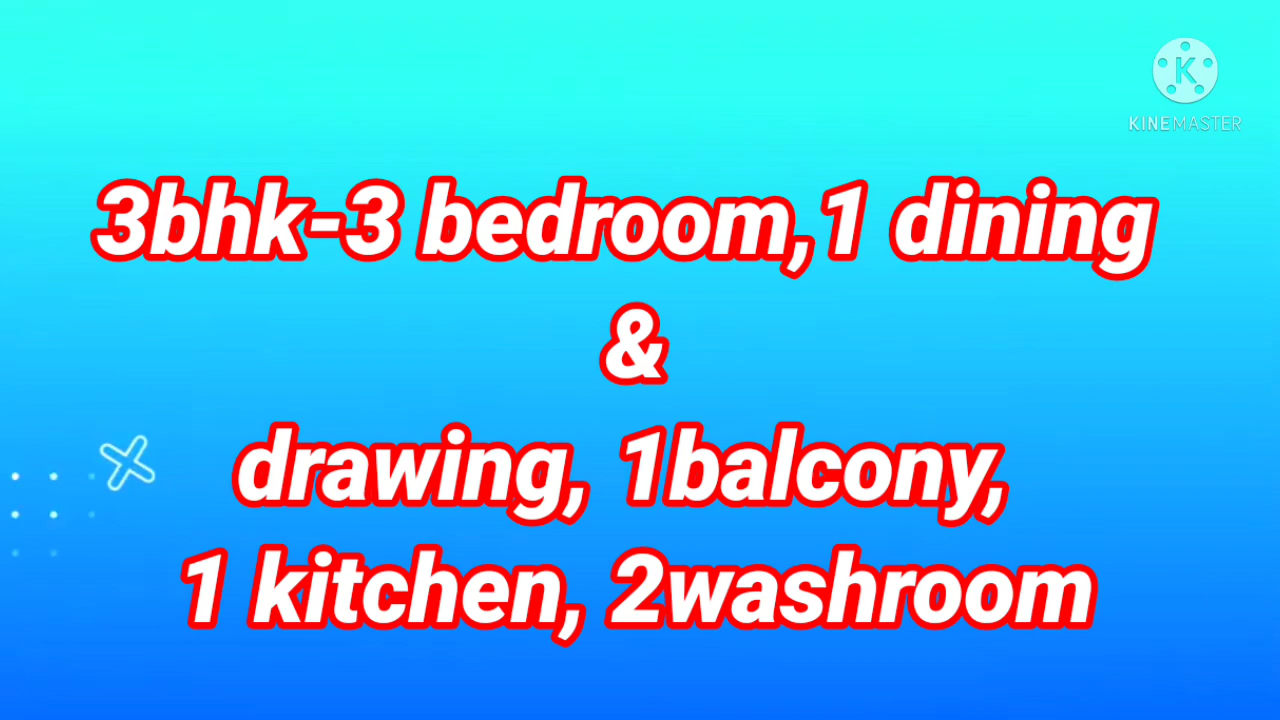 K
KINEMASTER
3bhk-3 bedroom,1 dining
&
drawing, 1balcony,
1 kitchen, 2washroom